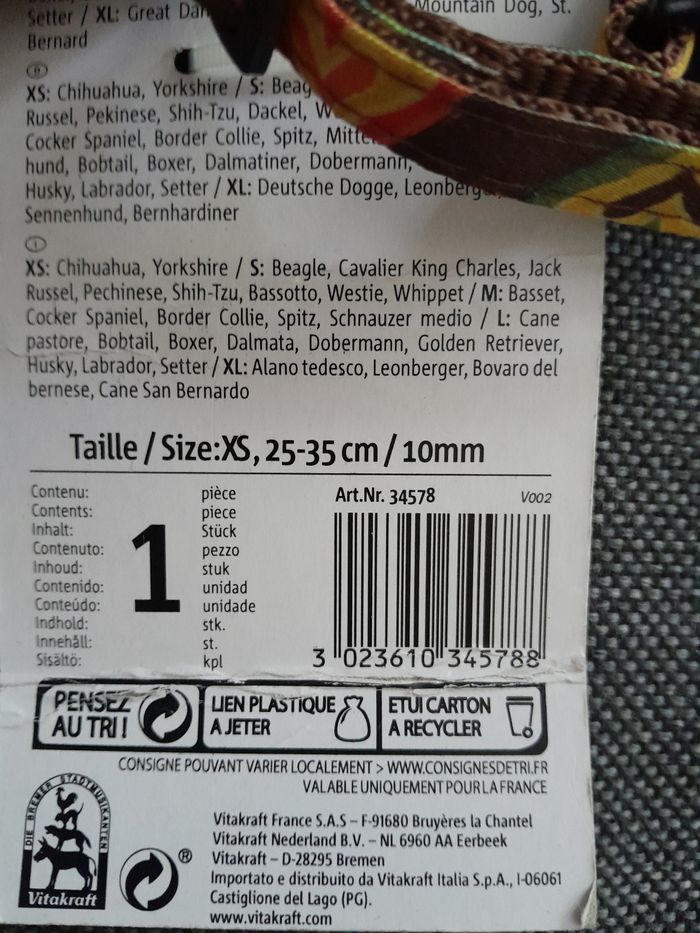 Setter / XL: Great
Mountain Dog, St.
Bernard
D
XS: Chihuahua, Yorkshire / S:
Russel, Pekinese, Shih-Tzu, Dackel,
Cocker Spaniel, Border Collie, Spitz,
hund, Bobtail, Boxer, Dalmatiner, Dobermann,
Husky, Labrador, Setter / XL: Deutsche Dogge,
Sennenhund, Bernhardiner
I
XS: Chihuahua, Yorkshire / S: Beagle, Cavalier King Charles, Jack
Russel, Pechinese, Shih-Tzu, Bassotto, Westie, Whippet / M: Basset,
Cocker Spaniel, Border Collie, Spitz, Schnauzer medio / L: Cane
pastore, Bobtail, Boxer, Dalmata, Dobermann, Golden Retriever,
Husky, Labrador, Setter / XL: Alano tedesco, Leonberger, Bovaro del
bernese, Cane San Bernardo
Taille / Size:XS, 25-35 cm / 10mm
Contenu: pièce
Contents: piece
Inhalt: Stück
Contenuto: pezzo
Inhoud: stuk
Contenido: unidad
Conteúdo: unidade
Indhold: stk.
Innehåll: st.
Sisältö: kpl
1
Art.Nr. 34578 V002
3 023610 345788
PENSEZ
AU TRI !
LIEN PLASTIQUE
A JETER
ETUI CARTON
A RECYCLER
CONSIGNE POUVANT VARIER LOCALEMENT > WWW.CONSIGNESDETRI.FR
VALABLE UNIQUEMENT POUR LA FRANCE
DIE BREMER STADTMUSIKANTEN
Vitakraft
®
Vitakraft France S.A.S – F-91680 Bruyères la Chantel
Vitakraft Nederland B.V. – NL 6960 AA Eerbeek
Vitakraft – D-28295 Bremen
Importato e distribuito da Vitakraft Italia S.p.A., I-06061
Castiglione del Lago (PG).
www.vitakraft.com